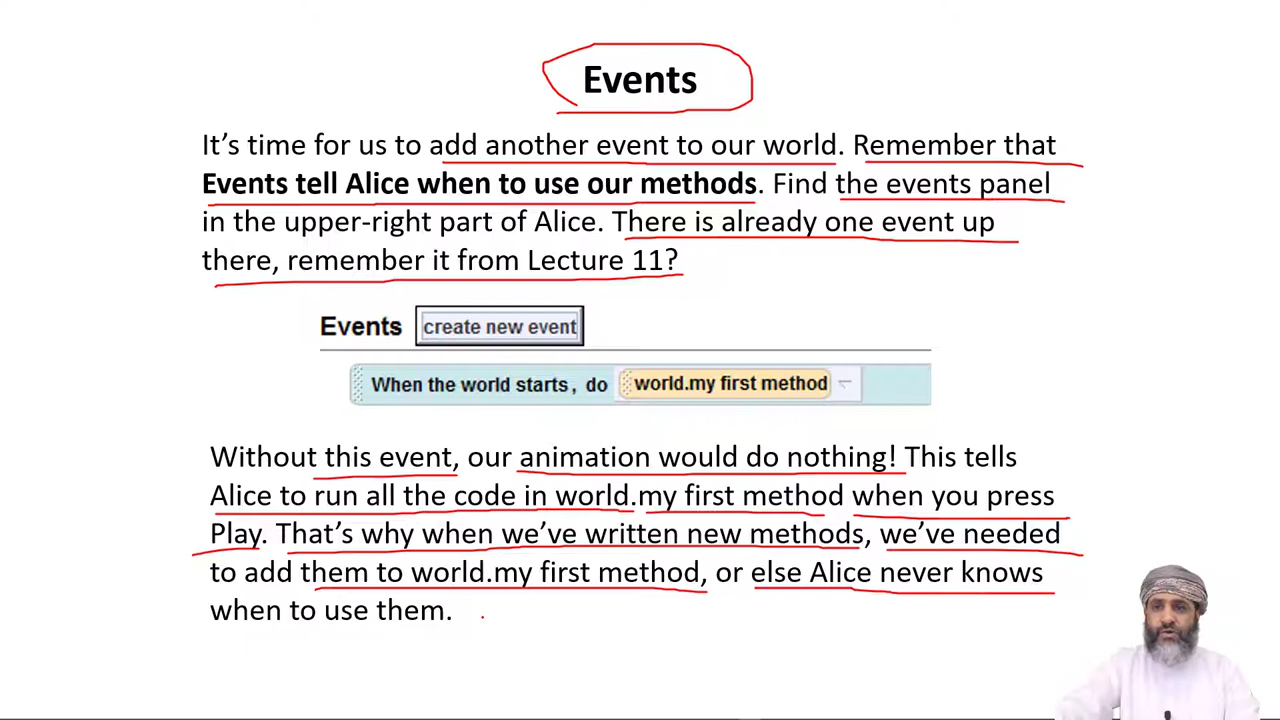 Events
It's time for us to add another event to our world. Remember that
Events tell Alice when to use our methods. Find the events panel
in the upper-right part of Alice. There is already one event up
there, remember it from Lecture 11?
Events create new event
When the world starts, do world.my first method
Without this event, our animation would do nothing! This tells
Alice to run all the code in world.my first method when you press
Play. That's why when we've written new methods, we've needed
to add them to world.my first method, or else Alice never knows
when to use them.